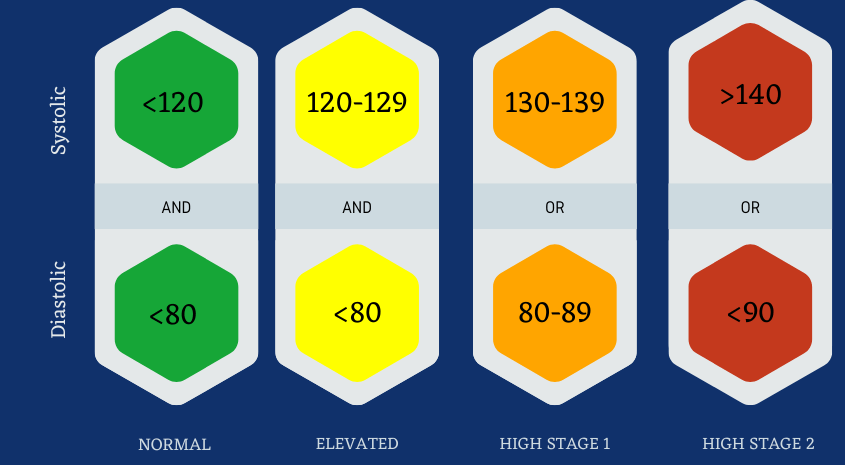 Systolic
<120
120-129
130-139
>140
AND
AND
OR
OR
Diastolic
<80
<80
80-89
<90
NORMAL
ELEVATED
HIGH STAGE 1
HIGH STAGE 2